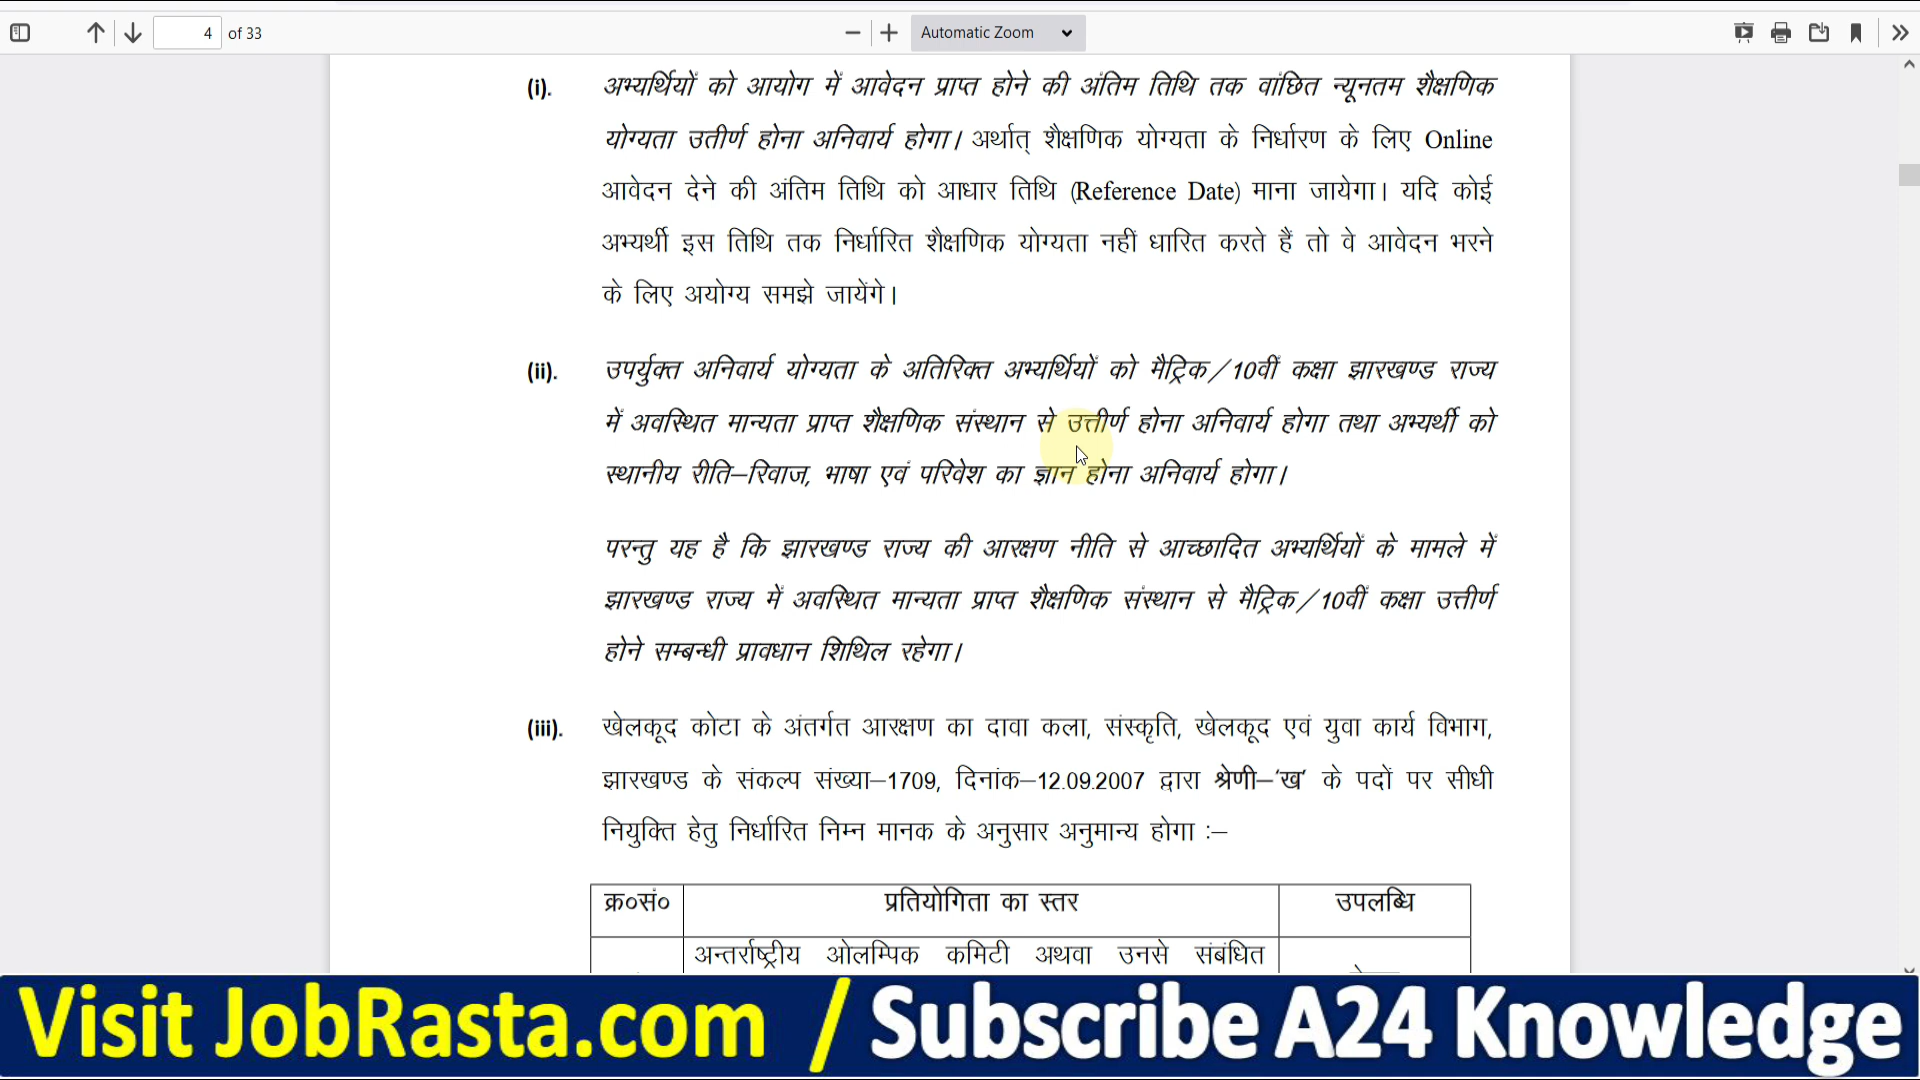 4 of 33
Automatic Zoom
(i). अभ्यर्थियों को आयोग में आवेदन प्राप्त होने की अंतिम तिथि तक वांछित न्यूनतम शैक्षणिक
योग्यता उतीर्ण होना अनिवार्य होगा। अर्थात् शैक्षणिक योग्यता के निर्धारण के लिए Online
आवेदन देने की अंतिम तिथि को आधार तिथि (Reference Date) माना जायेगा। यदि कोई
अभ्यर्थी इस तिथि तक निर्धारित शैक्षणिक योग्यता नहीं धारित करते हैं तो वे आवेदन भरने
के लिए अयोग्य समझे जायेंगे।
(ii). उपर्युक्त अनिवार्य योग्यता के अतिरिक्त अभ्यर्थियों को मैट्रिक/10वीं कक्षा झारखण्ड राज्य
में अवस्थित मान्यता प्राप्त शैक्षणिक संस्थान से उत्तीर्ण होना अनिवार्य होगा तथा अभ्यर्थी को
स्थानीय रीति–रिवाज, भाषा एवं परिवेश का ज्ञान होना अनिवार्य होगा।
परन्तु यह है कि झारखण्ड राज्य की आरक्षण नीति से आच्छादित अभ्यर्थियों के मामले में
झारखण्ड राज्य में अवस्थित मान्यता प्राप्त शैक्षणिक संस्थान से मैट्रिक/10वीं कक्षा उत्तीर्ण
होने सम्बन्धी प्रावधान शिथिल रहेगा।
(iii). खेलकूद कोटा के अंतर्गत आरक्षण का दावा कला, संस्कृति, खेलकूद एवं युवा कार्य विभाग,
झारखण्ड के संकल्प संख्या–1709, दिनांक–12.09.2007 द्वारा श्रेणी–'ख' के पदों पर सीधी
नियुक्ति हेतु निर्धारित निम्न मानक के अनुसार अनुमान्य होगा :–
क्र०सं० प्रतियोगिता का स्तर उपलब्धि
अन्तर्राष्ट्रीय ओलम्पिक कमिटी अथवा उनसे संबंधित
Visit JobRasta.com / Subscribe A24 Knowledge